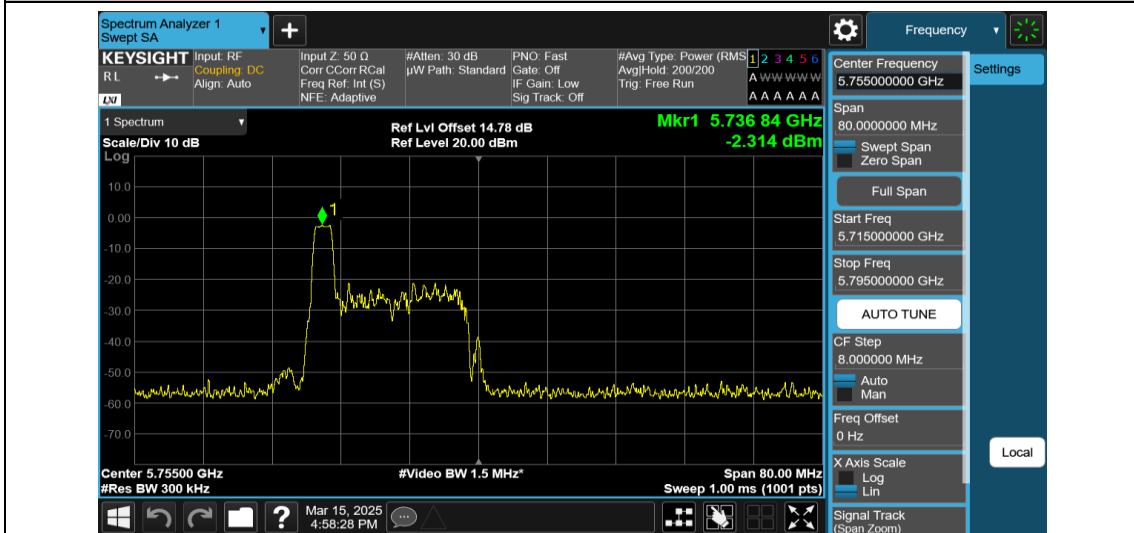 Spectrum Analyzer 1
Swept SA
Frequency
KEYSIGHT
RL
LXI
Input: RF
Coupling: DC
Align: Auto
Input Z: 50 Ω
Corr CCorr RCal
Freq Ref: Int (S)
NFE: Adaptive
#Atten: 30 dB
µW Path: Standard
PNO: Fast
Gate: Off
IF Gain: Low
Sig Track: Off
#Avg Type: Power (RMS
Avg|Hold: 200/200
Trig: Free Run
1 2 3 4 5 6
A W W W W W
A A A A A A
1 Spectrum
Scale/Div 10 dB
Log
Ref Lvl Offset 14.78 dB
Ref Level 20.00 dBm
Mkr1 5.736 84 GHz
-2.314 dBm
10.0
0.00
-10.0
-20.0
-30.0
-40.0
-50.0
-60.0
-70.0
1
Center 5.75500 GHz
#Res BW 300 kHz
#Video BW 1.5 MHz*
Span 80.00 MHz
Sweep 1.00 ms (1001 pts)
Center Frequency
5.755000000 GHz
Span
80.0000000 MHz
Swept Span
Zero Span
Full Span
Start Freq
5.715000000 GHz
Stop Freq
5.795000000 GHz
AUTO TUNE
CF Step
8.000000 MHz
Auto
Man
Freq Offset
0 Hz
X Axis Scale
Log
Lin
Signal Track
(Span Zoom)
Settings
Local
?
Mar 15, 2025
4:58:28 PM